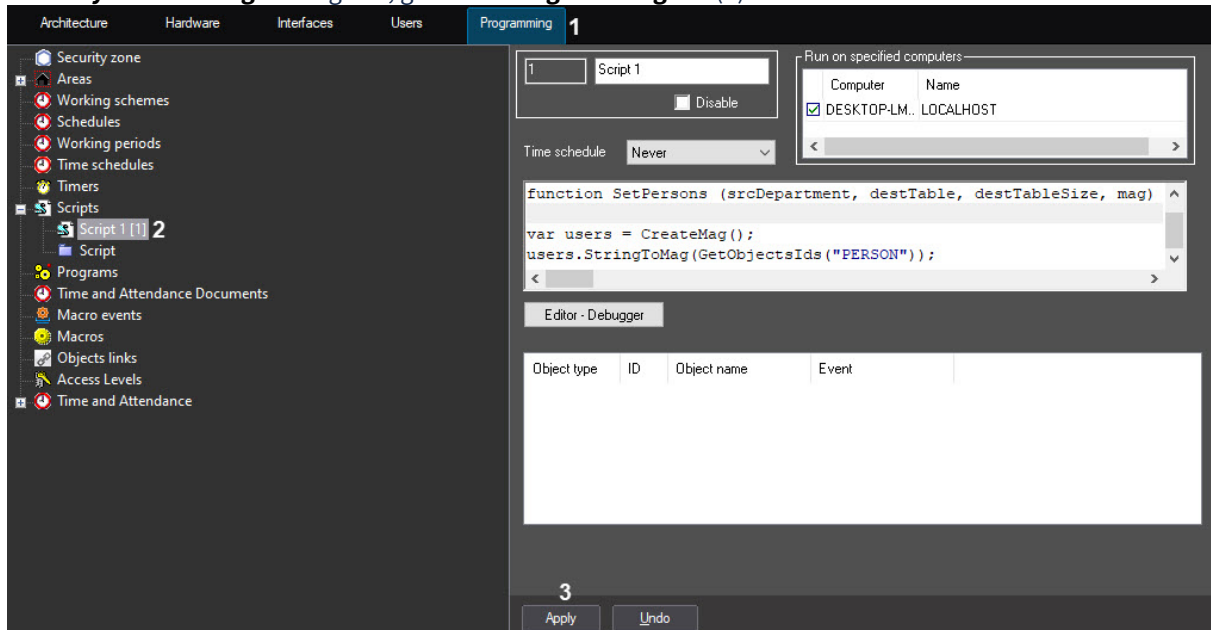 Architecture Hardware Interfaces Users Programming 1
Security zone
Areas
Working schemes
Schedules
Working periods
Time schedules
Timers
Scripts
Script 1 [1] 2
Script
Programs
Time and Attendance Documents
Macro events
Macros
Objects links
Access Levels
Time and Attendance
1 Script 1
Disable
Run on specified computers
Computer Name
DESKTOP-LM.. LOCALHOST
Time schedule Never
function SetPersons (srcDepartment, destTable, destTableSize, mag)
var users = CreateMag();
users.StringToMag(GetObjectsIds("PERSON"));
Editor - Debugger
Object type ID Object name Event
3
Apply Undo